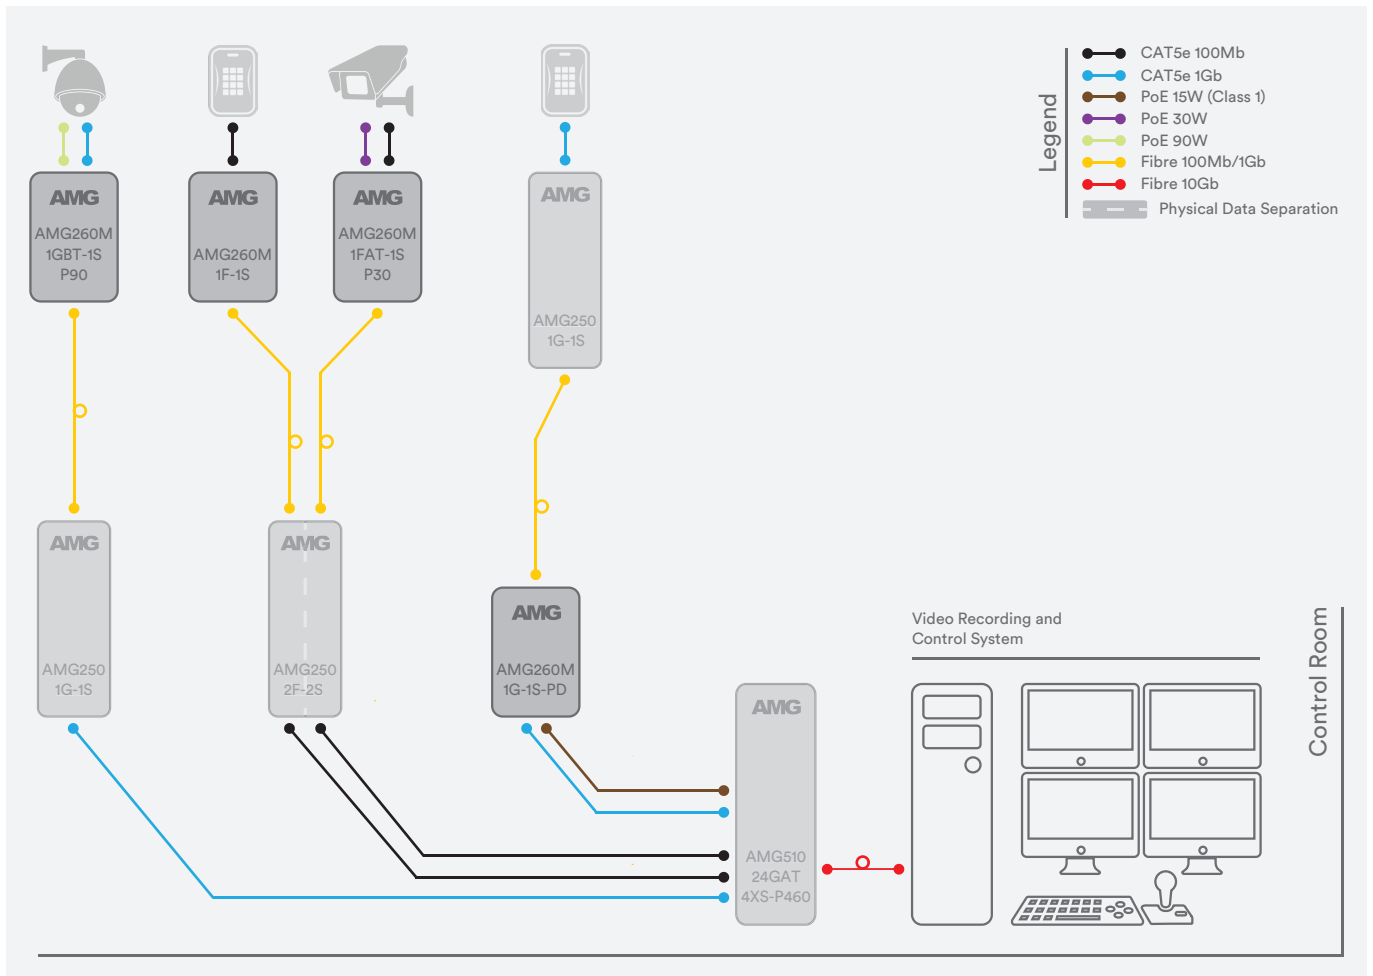 Legend
CAT5e 100Mb
CAT5e 1Gb
PoE 15W (Class 1)
PoE 30W
PoE 90W
Fibre 100Mb/1Gb
Fibre 10Gb
Physical Data Separation
AMG
AMG260M
1GBT-1S
P90
AMG
AMG260M
1F-1S
AMG
AMG260M
1FAT-1S
P30
AMG
AMG250
1G-1S
AMG
AMG250
1G-1S
AMG
AMG250
2F-2S
AMG
AMG260M
1G-1S-PD
AMG
AMG510
24GAT
4XS-P460
Video Recording and
Control System
Control Room